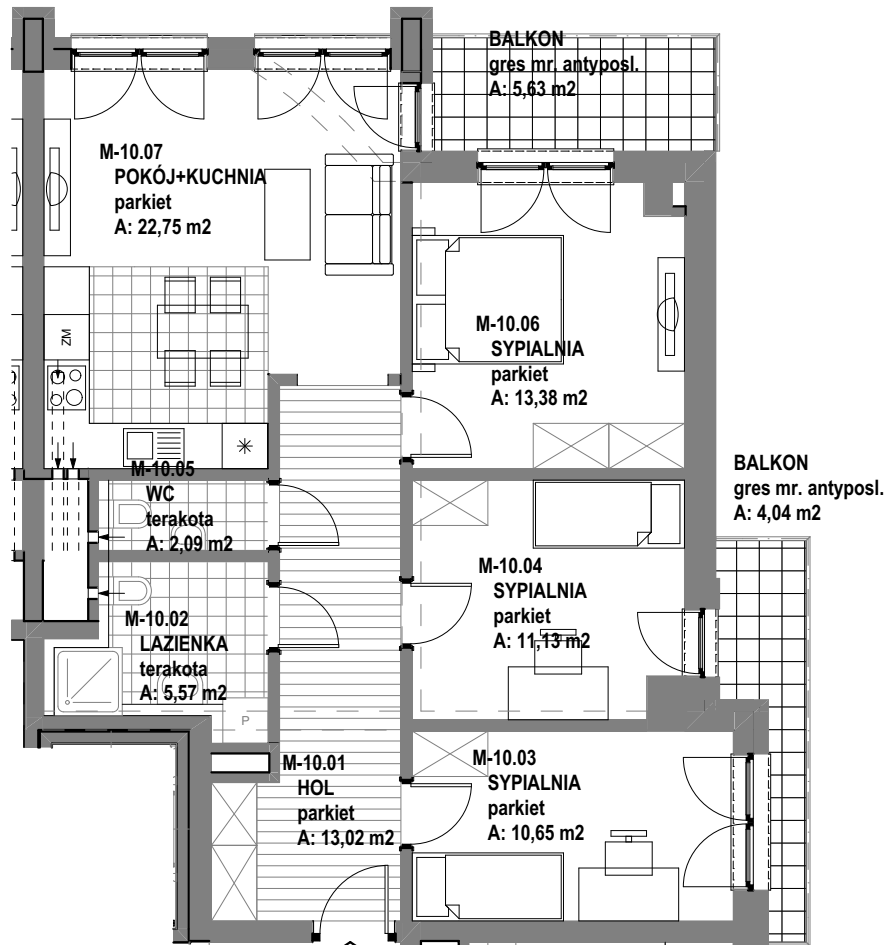 BALKON
gres mr. antyposl.
A: 5,63 m2
M-10.07
POKÓJ+KUCHNIA
parkiet
A: 22,75 m2
ZM
M-10.06
SYPIALNIA
parkiet
A: 13,38 m2
M-10.05
WC
terakota
A: 2,09 m2
BALKON
gres mr. antyposl.
A: 4,04 m2
M-10.04
SYPIALNIA
parkiet
A: 11,13 m2
M-10.02
LAZIENKA
terakota
A: 5,57 m2
P
M-10.01
HOL
parkiet
A: 13,02 m2
M-10.03
SYPIALNIA
parkiet
A: 10,65 m2